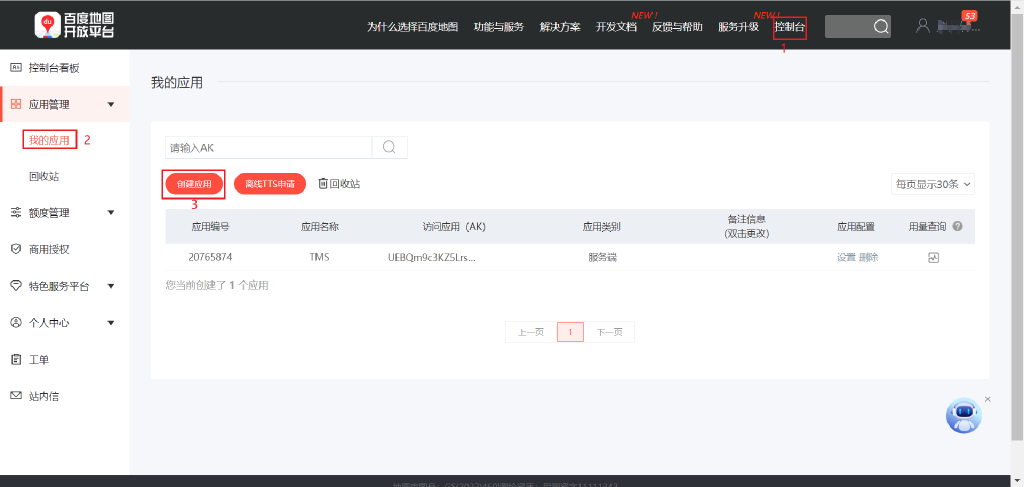 百度地图
开放平台
为什么选择百度地图 功能与服务 解决方案 开发文档 NEW! 反馈与帮助 服务升级 NEW! 控制台 53
1
控制台看板
应用管理
我的应用 2
回收站
额度管理
商用授权
特色服务平台
个人中心
工单
站内信
我的应用
请输入AK
创建应用 离线TTS申请 回收站 每页显示30条
3
应用编号 应用名称 访问应用（AK） 应用类别 备注信息 （双击更改） 应用配置 用量查询
20765874 TMS UEBQm9c3KZ5Lrs... 服务端 设置 删除
您当前创建了 1 个应用
上一页 1 下一页